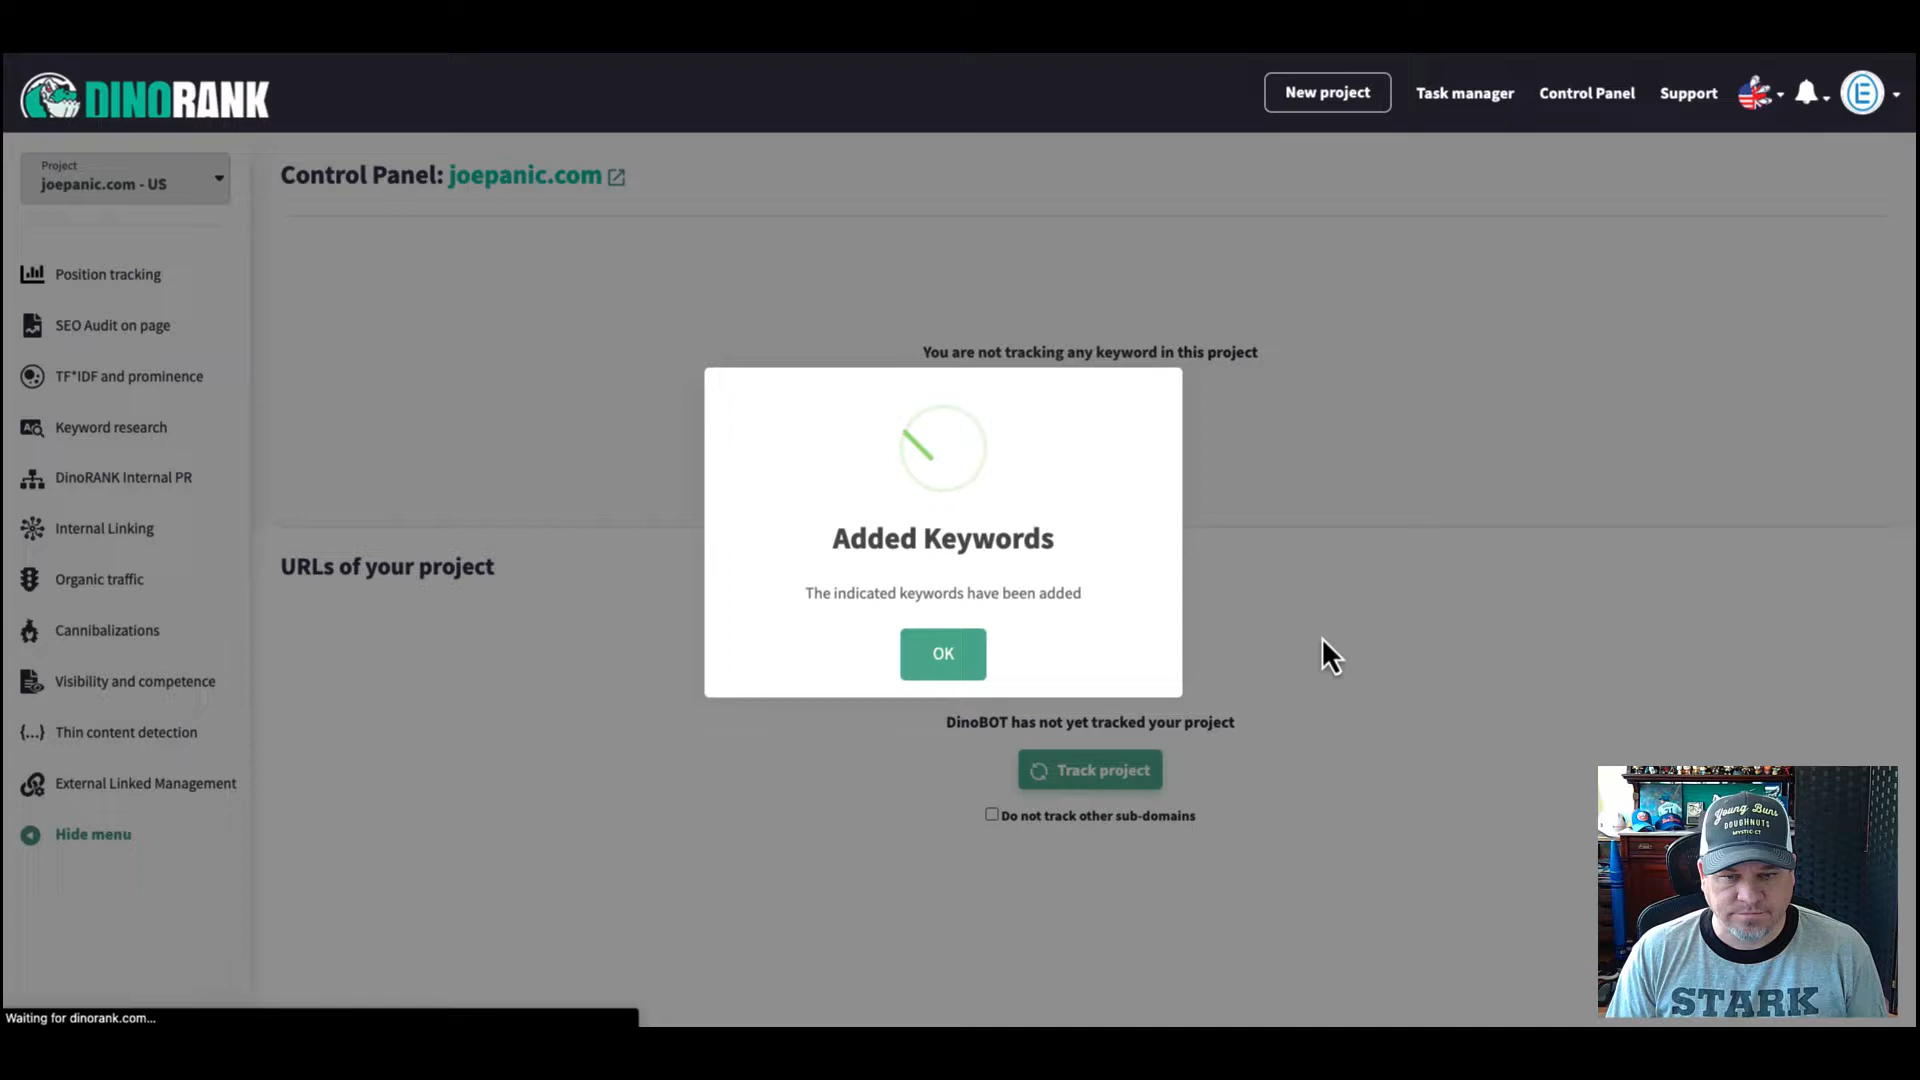 DINORANK
New project
Task manager
Control Panel
Support
Project
joepanic.com - US
Control Panel: joepanic.com
Position tracking
SEO Audit on page
TF*IDF and prominence
Keyword research
DinoRANK Internal PR
Internal Linking
Organic traffic
Cannibalizations
Visibility and competence
Thin content detection
External Linked Management
Hide menu
You are not tracking any keyword in this project
Added Keywords
The indicated keywords have been added
OK
URLs of your project
DinoBOT has not yet tracked your project
Track project
Do not track other sub-domains
Young Buns
DOUGHNUTS
MYSTIC CT
STARK
Waiting for dinorank.com...